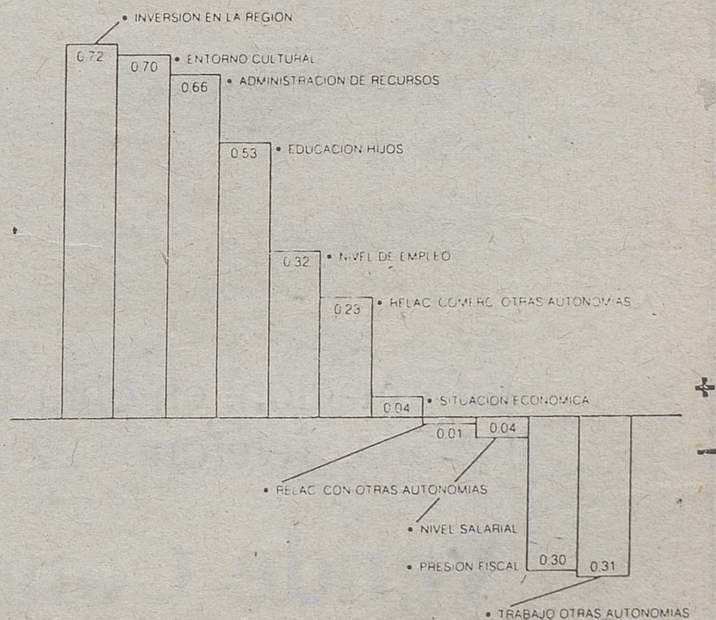 • INVERSION EN LA REGION
0.72
0.70
• ENTORNO CULTURAL
0.66
• ADMINISTRACION DE RECURSOS
0.53
• EDUCACION HIJOS
0.32
• NIVEL DE EMPLEO
0.23
• RELAC. COMERC. OTRAS AUTONOMIAS
0.04
• SITUACION ECONOMICA
+
0.01
0.04
−
• RELAC CON OTRAS AUTONOMIAS
• NIVEL SALARIAL
• PRESION FISCAL
0.30
0.31
• TRABAJO OTRAS AUTONOMIAS